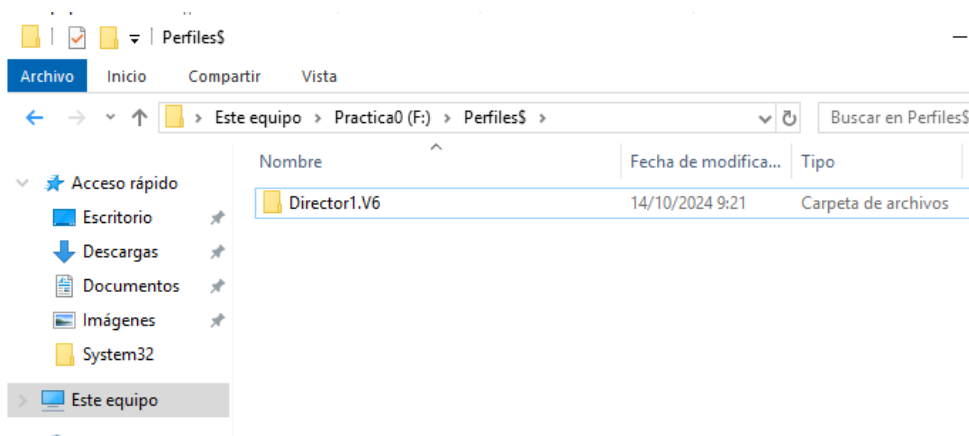 Perfiles$
Archivo Inicio Compartir Vista
Este equipo > Practica0 (F:) > Perfiles$ >
Buscar en Perfiles$
Nombre Fecha de modifica... Tipo
Acceso rápido
Director1.V6 14/10/2024 9:21 Carpeta de archivos
Escritorio
Descargas
Documentos
Imágenes
System32
Este equipo